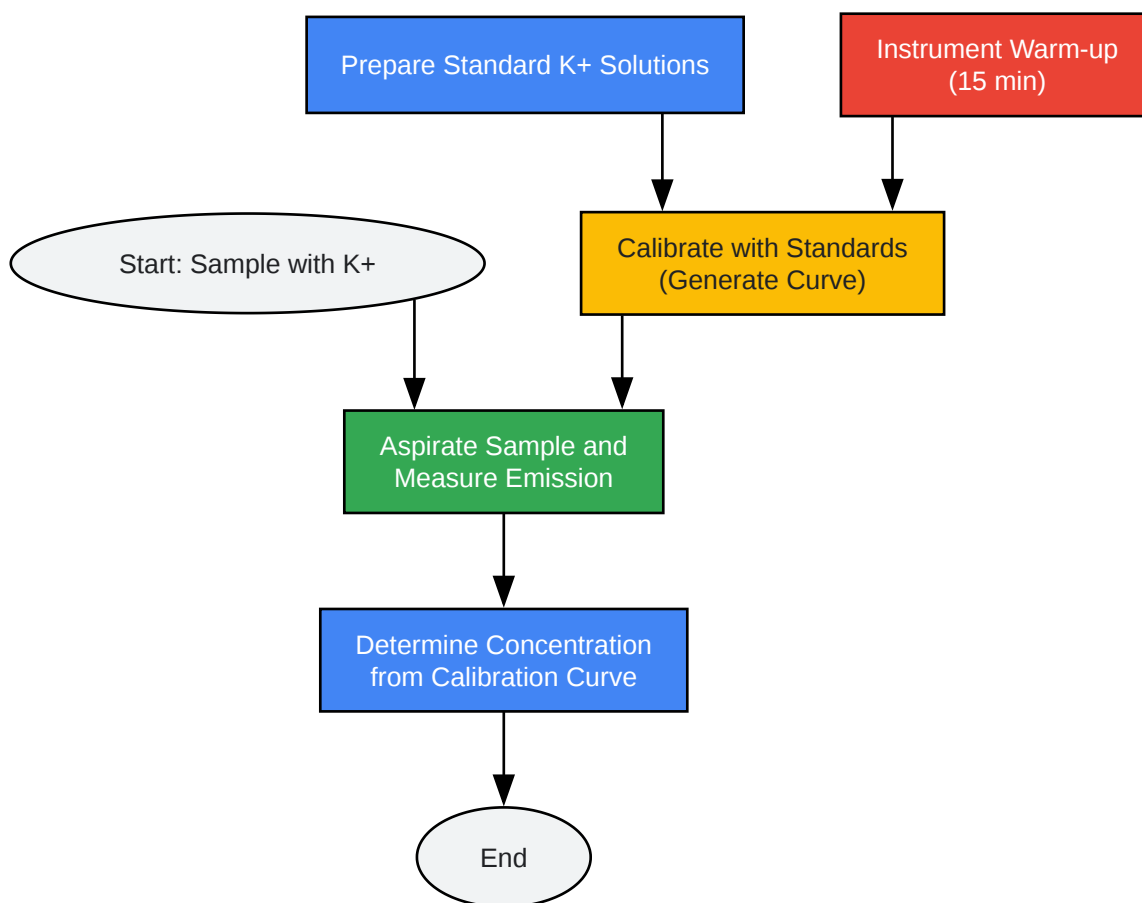 Prepare Standard K+ Solutions
Instrument Warm-up
(15 min)
Start: Sample with K+
Calibrate with Standards
(Generate Curve)
Aspirate Sample and
Measure Emission
Determine Concentration
from Calibration Curve
End